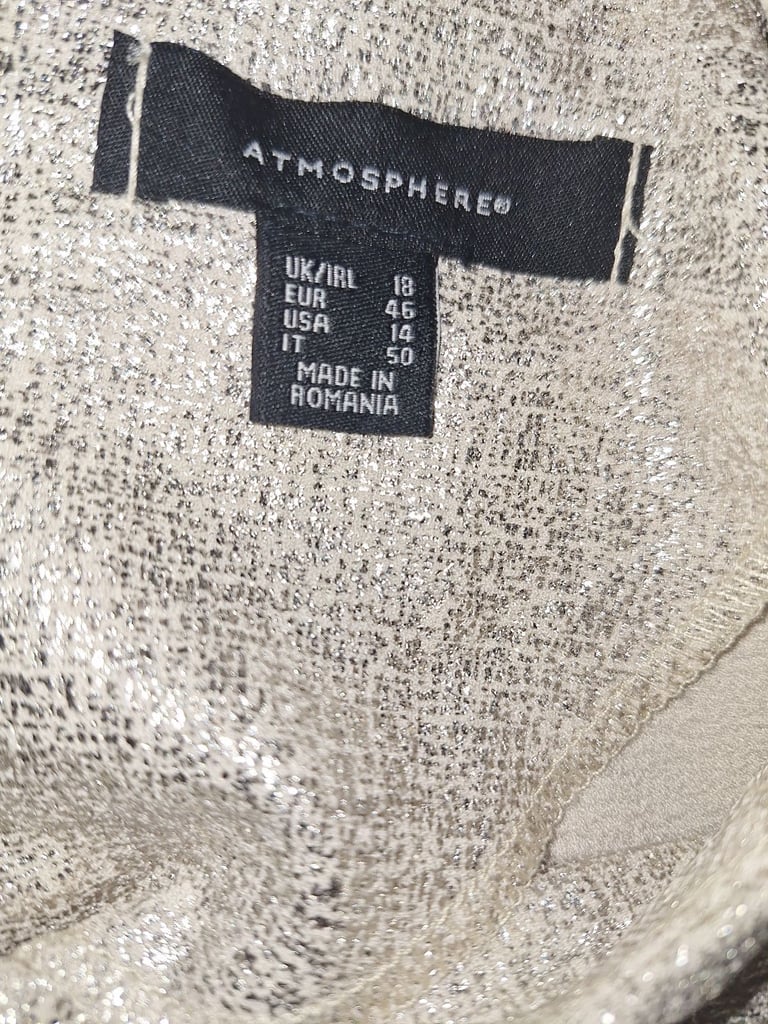 ATMOSPHERE®
UK/IRL 18
EUR 46
USA 14
IT 50
MADE IN
ROMANIA